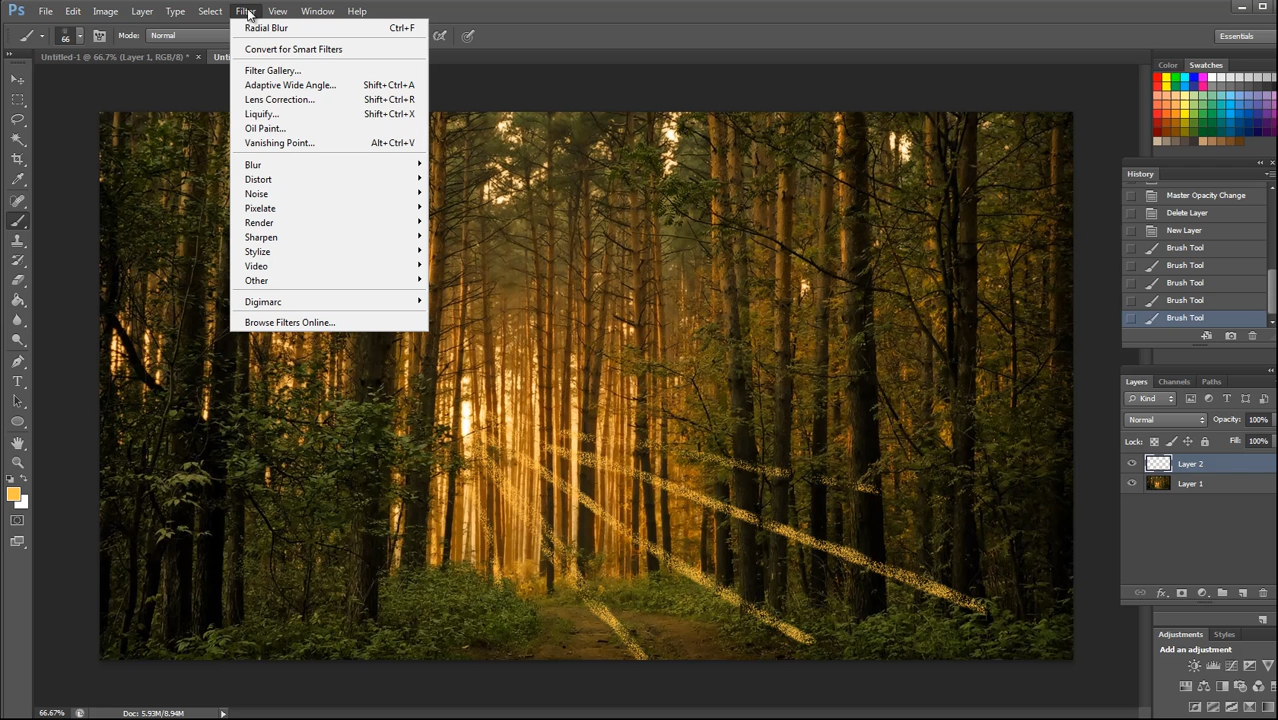 Ps File Edit Image Layer Type Select Filter View Window Help
66 Mode: Normal Essentials
Untitled-1 @ 66.7% (Layer 1, RGB/8) * ×
Radial Blur Ctrl+F
Convert for Smart Filters
Filter Gallery...
Adaptive Wide Angle... Shift+Ctrl+A
Lens Correction... Shift+Ctrl+R
Liquify... Shift+Ctrl+X
Oil Paint...
Vanishing Point... Alt+Ctrl+V
Blur
Distort
Noise
Pixelate
Render
Sharpen
Stylize
Video
Other
Digimarc
Browse Filters Online...
Color Swatches
History
Master Opacity Change
Delete Layer
New Layer
Brush Tool
Brush Tool
Brush Tool
Brush Tool
Brush Tool
Layers Channels Paths
Kind
Normal Opacity: 100%
Lock: Fill: 100%
Layer 2
Layer 1
Adjustments Styles
Add an adjustment
66.67% Doc: 5.93M/8.94M